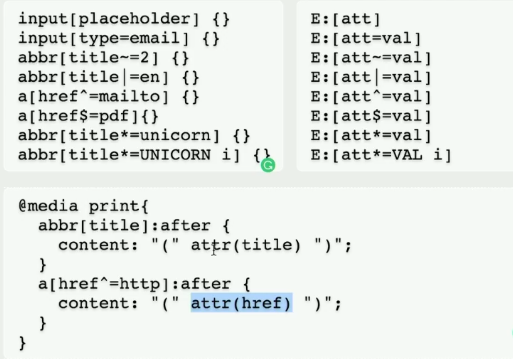 input[placeholder] {}
input[type=email] {}
abbr[title~=2] {}
abbr[title|=en] {}
a[href^=mailto] {}
a[href$=pdf]{}
abbr[title*=unicorn] {}
abbr[title*=UNICORN i] {}
E:[att]
E:[att=val]
E:[att~=val]
E:[att|=val]
E:[att^=val]
E:[att$=val]
E:[att*=val]
E:[att*=VAL i]
@media print{
abbr[title]:after {
content: "(" attr(title) ")";
}
a[href^=http]:after {
content: "(" attr(href) ")";
}
}